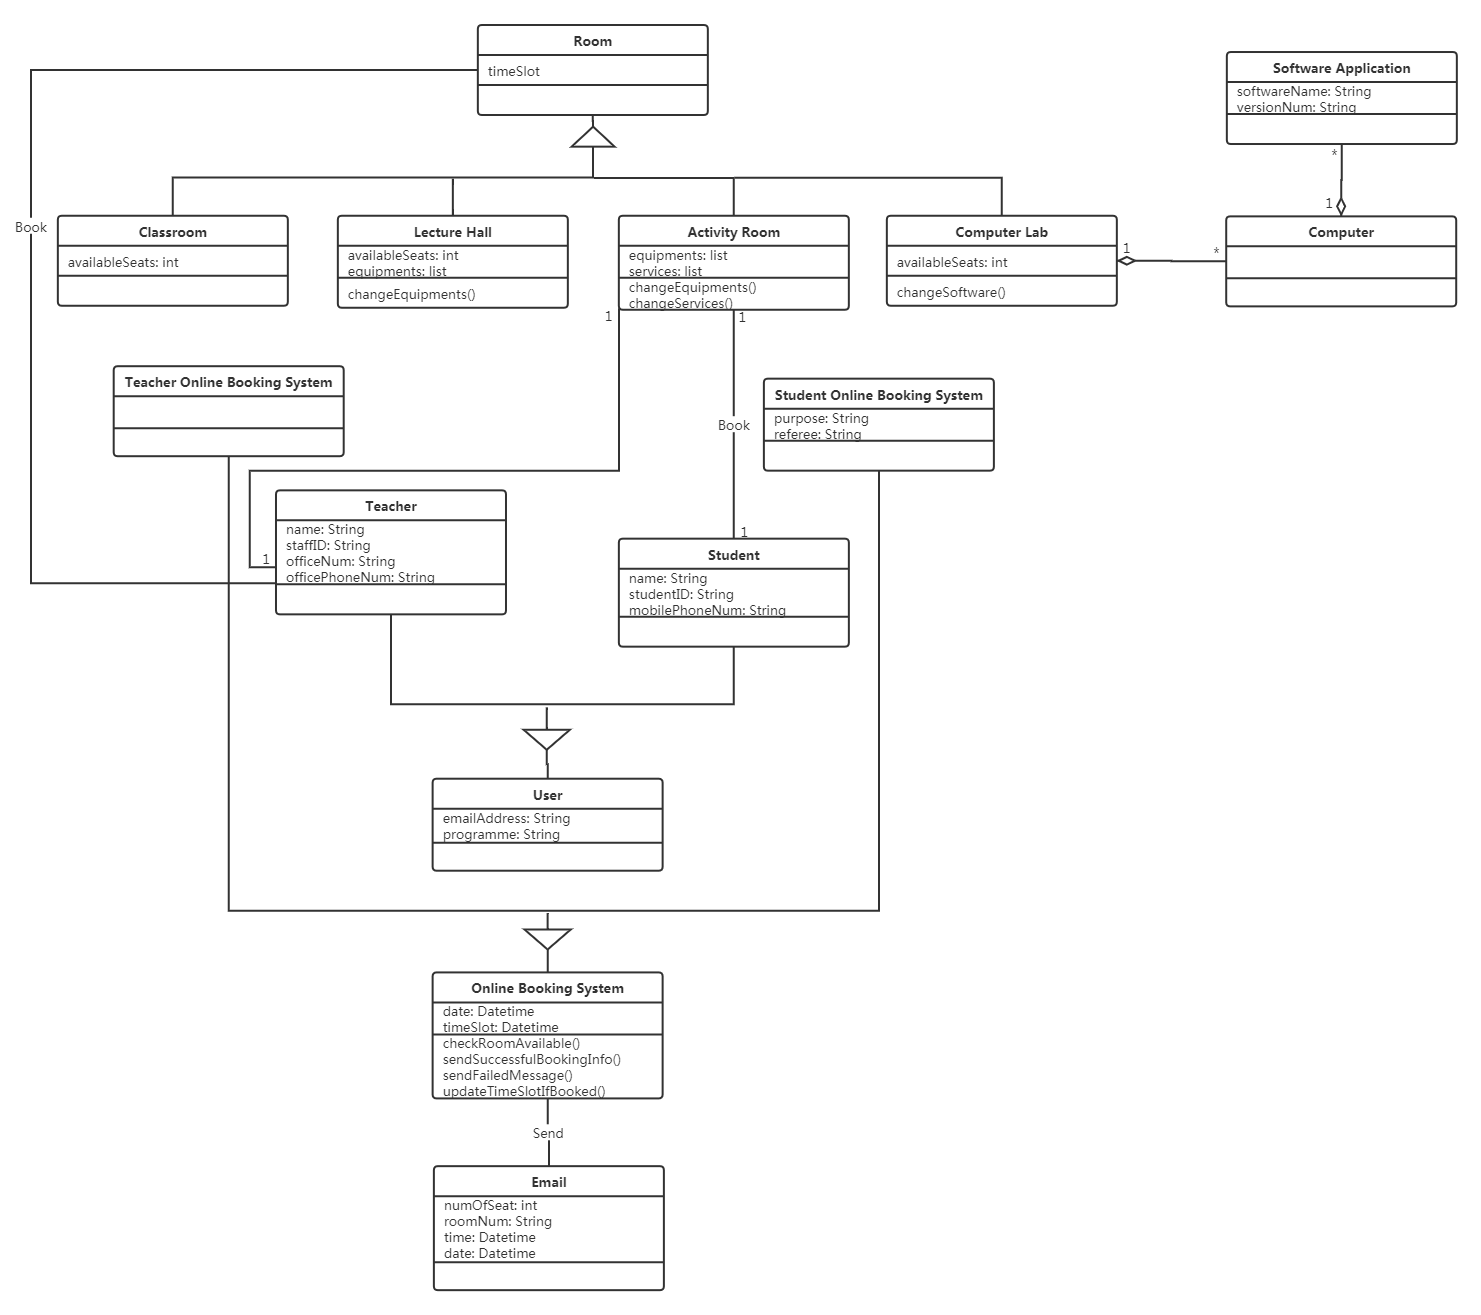 Room
timeSlot
Software Application
softwareName: String
versionNum: String
*
1
Book
Classroom
availableSeats: int
Lecture Hall
availableSeats: int
equipments: list
changeEquipments()
Activity Room
equipments: list
services: list
changeEquipments()
changeServices()
Computer Lab
availableSeats: int
changeSoftware()
1
*
Computer
1
1
Teacher Online Booking System
Student Online Booking System
purpose: String
referee: String
Book
Teacher
name: String
staffID: String
officeNum: String
officePhoneNum: String
1
1
Student
name: String
studentID: String
mobilePhoneNum: String
User
emailAddress: String
programme: String
Online Booking System
date: Datetime
timeSlot: Datetime
checkRoomAvailable()
sendSuccessfulBookingInfo()
sendFailedMessage()
updateTimeSlotIfBooked()
Send
Email
numOfSeat: int
roomNum: String
time: Datetime
date: Datetime